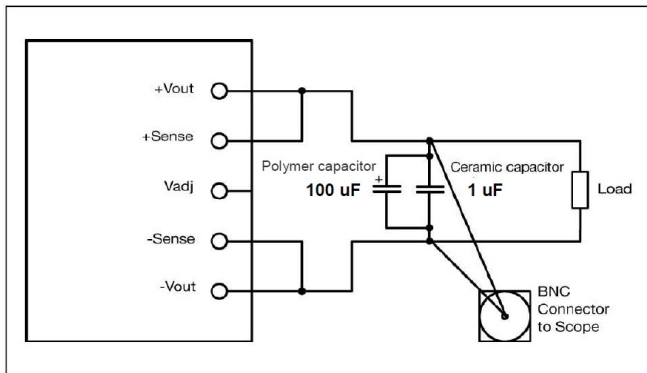 +Vout
+Sense
Vadj
-Sense
-Vout
Polymer capacitor
+
100 uF
Ceramic capacitor
1 uF
Load
BNC
Connector
to Scope